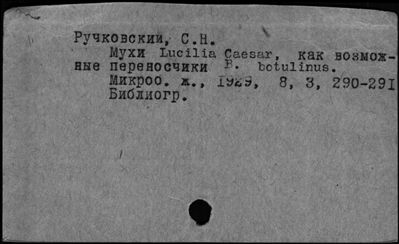 Ручковский, С.Н.
Мухи Lucilia Caesar, как возмож-
ные переносчики B. botulinus.
Микроб. ж., 1929, 8, 3, 290-291
Библиогр.